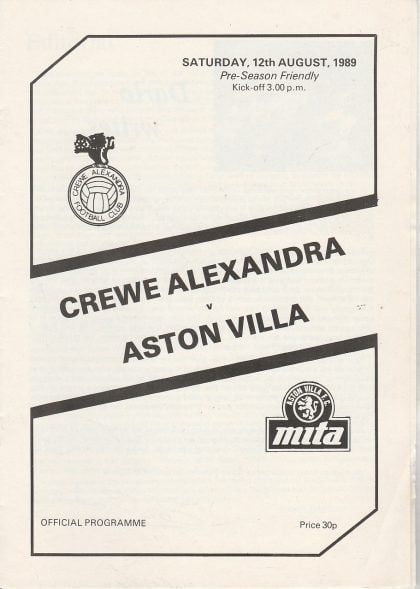 SATURDAY, 12th AUGUST, 1989
Pre-Season Friendly
Kick-off 3.00 p.m.
CREWE ALEXANDRA
FOOTBALL CLUB
CREWE ALEXANDRA
v
ASTON VILLA
ASTON VILLA F.C.
mita
OFFICIAL PROGRAMME
Price 30p